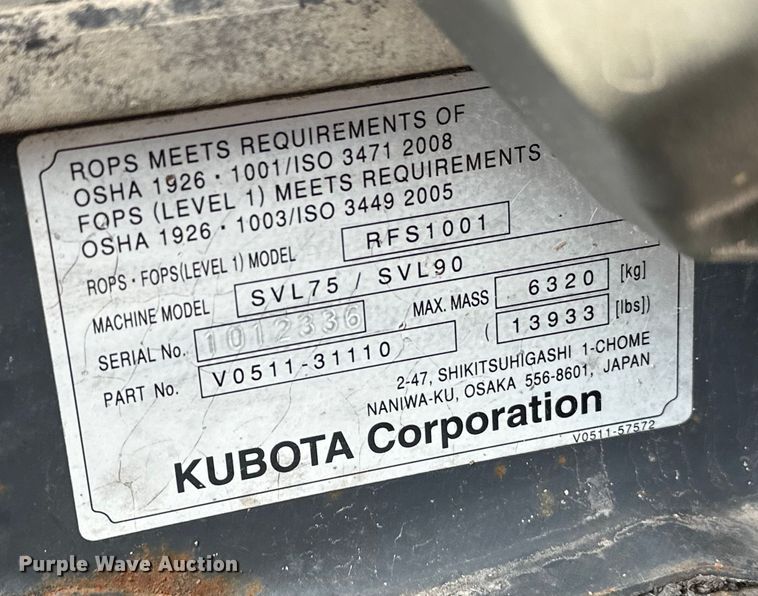 ROPS MEETS REQUIREMENTS OF
OSHA 1926・1001/ISO 3471 2008
FOPS (LEVEL 1) MEETS REQUIREMENTS
OSHA 1926・1003/ISO 3449 2005
ROPS・FOPS(LEVEL 1) MODEL RFS1001
MACHINE MODEL SVL75 / SVL90
SERIAL No. 1012336 MAX. MASS 6320 [kg]
PART No. V0511-31110 ( 13933 [lbs])
2-47, SHIKITSUHIGASHI 1-CHOME
NANIWA-KU, OSAKA 556-8601, JAPAN
KUBOTA Corporation
V0511-57572
Purple Wave Auction